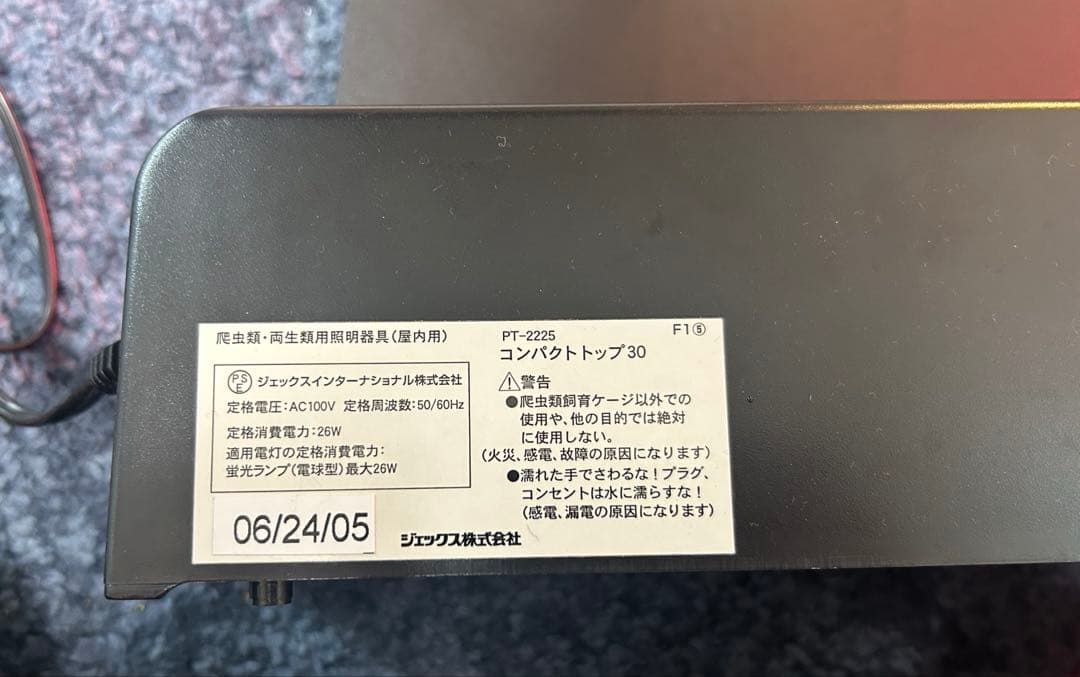 爬虫類・両生類用照明器具(屋内用)
PSE ジェックスインターナショナル株式会社
定格電圧:AC100V 定格周波数:50/60Hz
定格消費電力:26W
適用電灯の定格消費電力:
蛍光ランプ(電球型)最大26W
06/24/05
PT-2225
F1⑤
コンパクトトップ30
⚠警告
●爬虫類飼育ケージ以外での
使用や、他の目的では絶対
に使用しない。
(火災、感電、故障の原因になります)
●濡れた手でさわるな!プラグ、
コンセントは水に濡らすな!
(感電、漏電の原因になります)
ジェックス株式会社